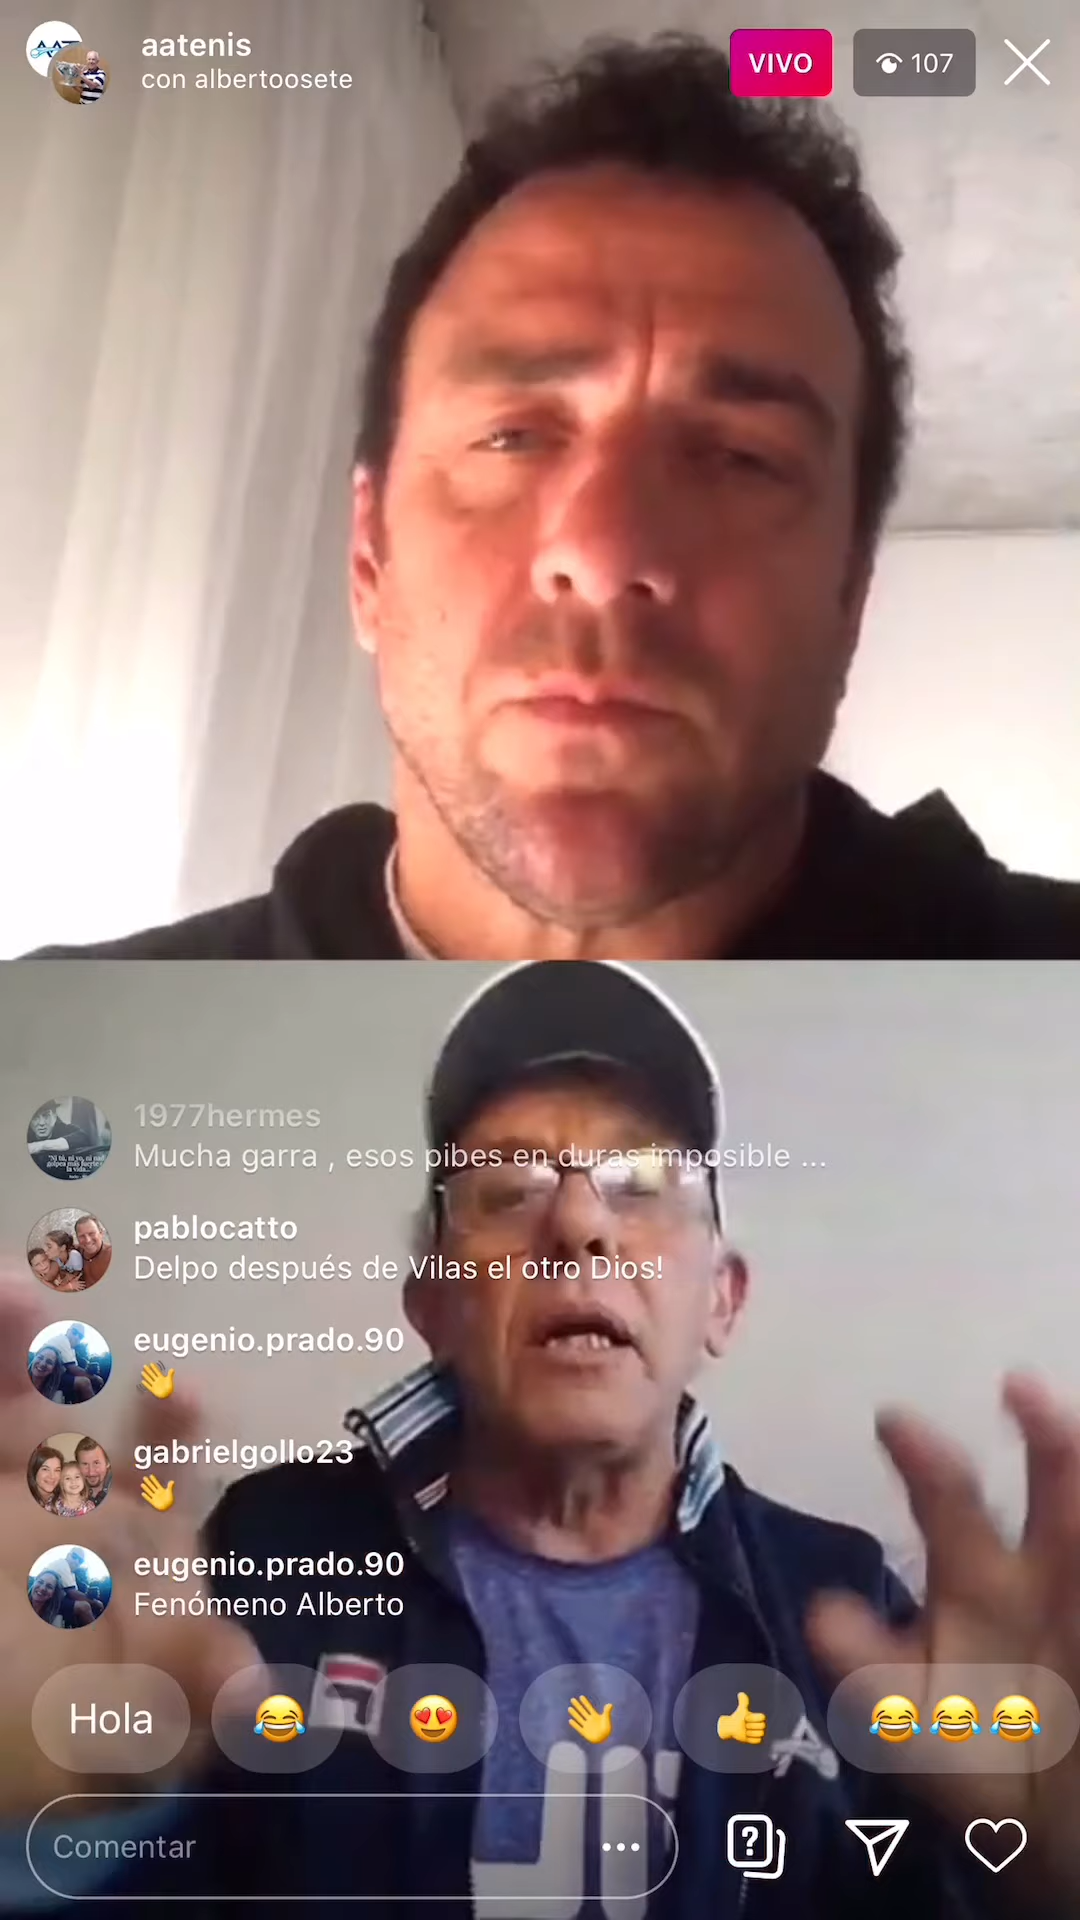 aatenis
con albertoosete
VIVO
107
1977hermes
Mucha garra , esos pibes en duras imposible ...
pablocatto
Delpo después de Vilas el otro Dios!
eugenio.prado.90
gabrielgollo23
eugenio.prado.90
Fenómeno Alberto
Hola
Comentar